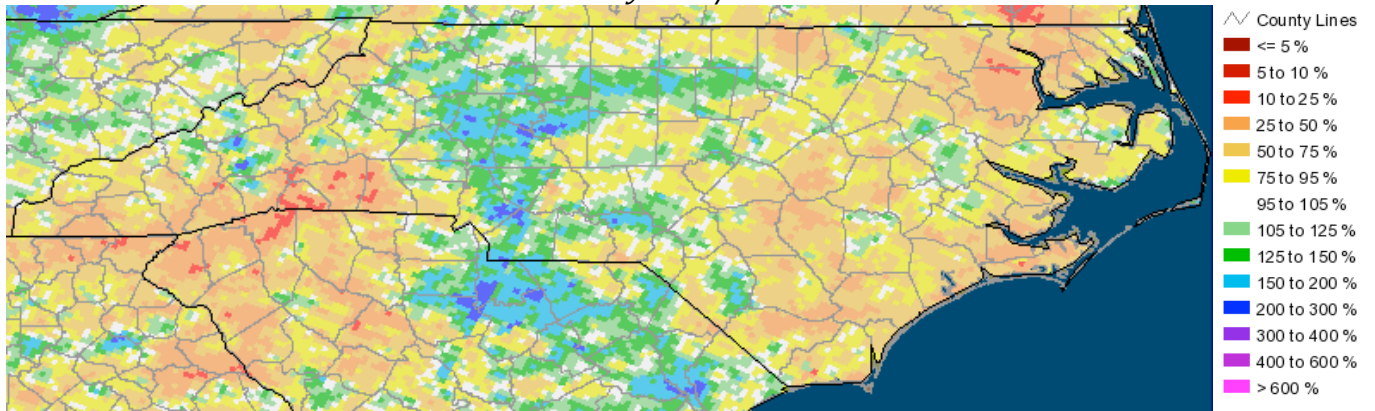 County Lines
<= 5 %
5 to 10 %
10 to 25 %
25 to 50 %
50 to 75 %
75 to 95 %
95 to 105 %
105 to 125 %
125 to 150 %
150 to 200 %
200 to 300 %
300 to 400 %
400 to 600 %
> 600 %